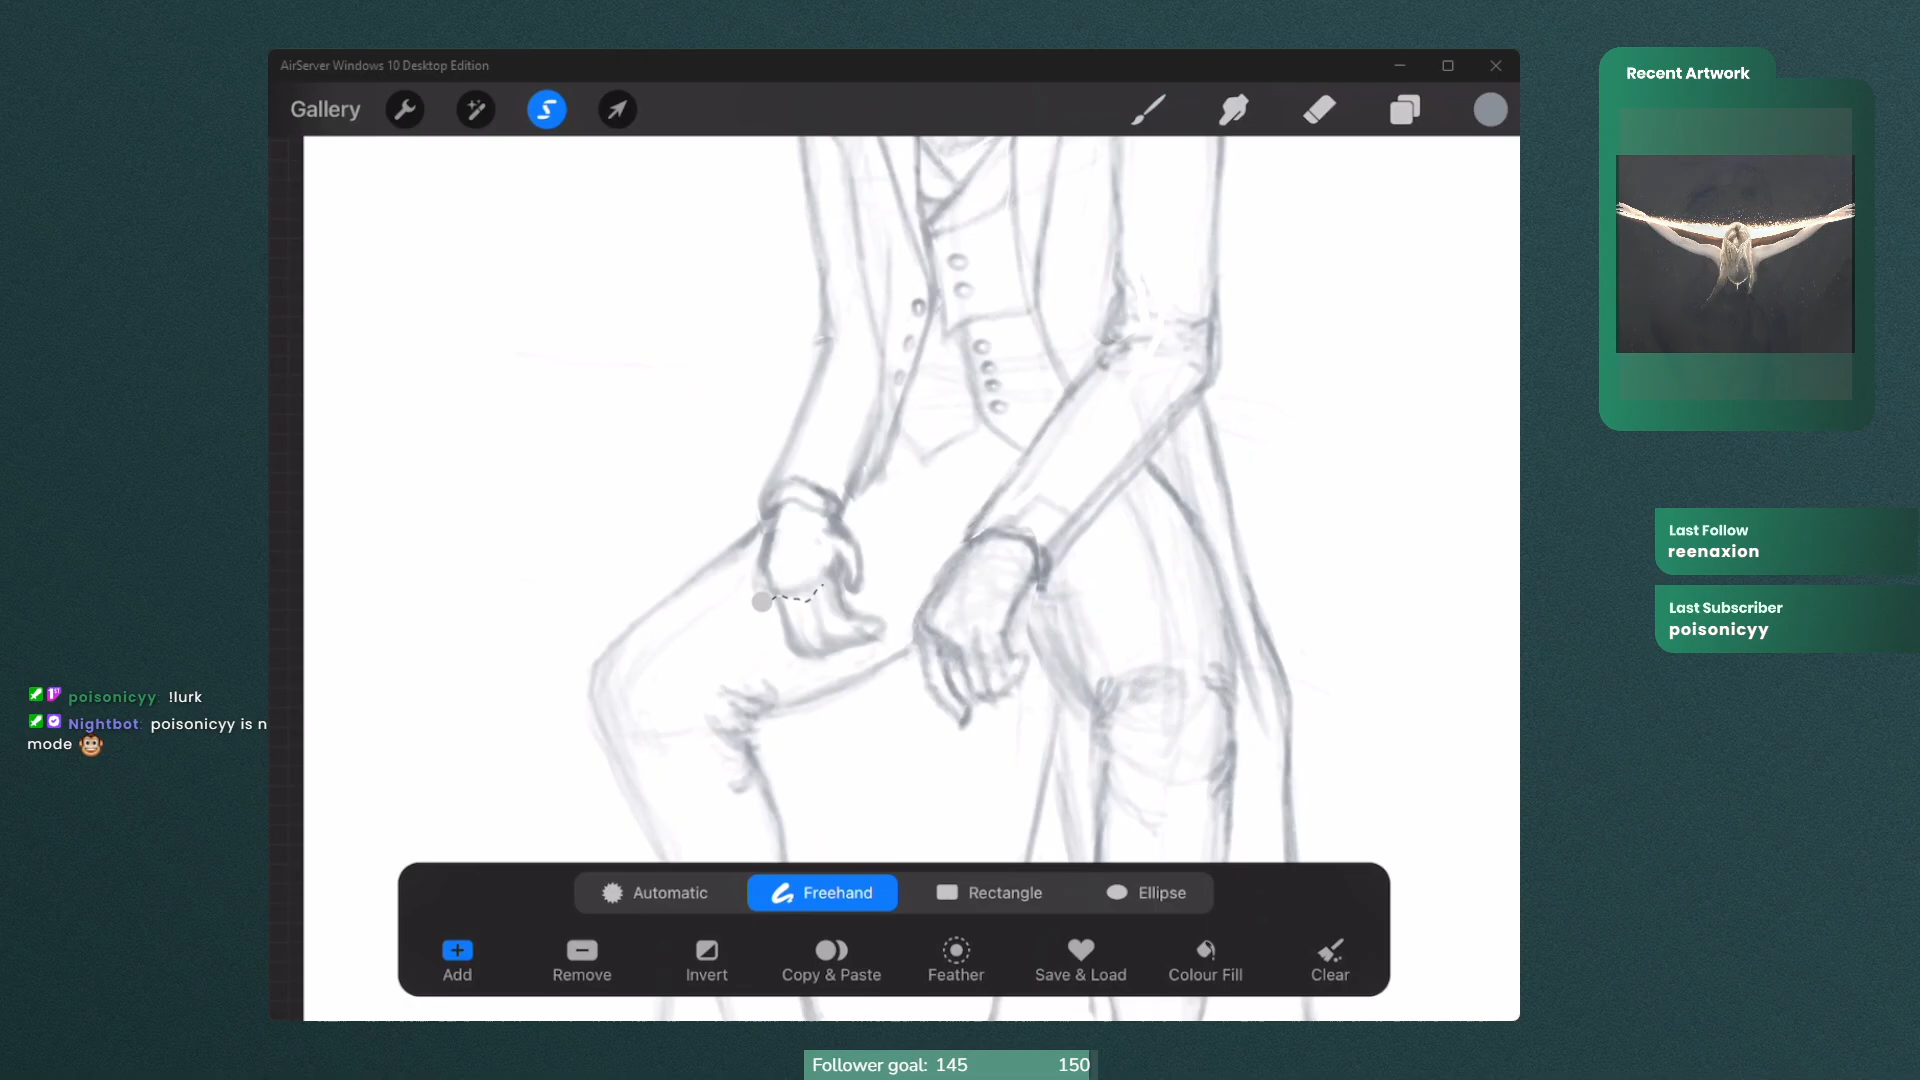 AirServer Windows 10 Desktop Edition
Gallery
Recent Artwork
Last Follow
reenaxion
Last Subscriber
poisonicyy
poisonicyy: !lurk
Nightbot: poisonicyy is n
mode
Automatic
Freehand
Rectangle
Ellipse
Add
Remove
Invert
Copy & Paste
Feather
Save & Load
Colour Fill
Clear
Follower goal: 145 150